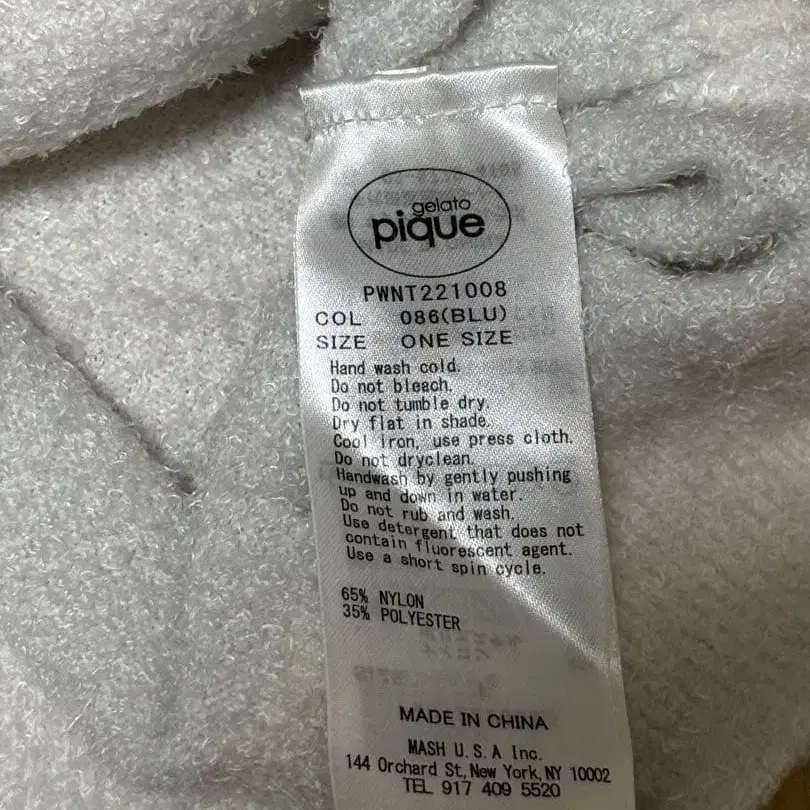 gelato
pique
PWNT221008
COL 086(BLU)
SIZE ONE SIZE
Hand wash cold.
Do not bleach.
Do not tumble dry.
Dry flat in shade.
Cool iron, use press cloth.
Do not dryclean.
Handwash by gently pushing
up and down in water.
Do not rub and wash.
Use detergent that does not
contain fluorescent agent.
Use a short spin cycle.
65% NYLON
35% POLYESTER
MADE IN CHINA
MASH U.S.A Inc.
144 Orchard St, New York, NY 10002
TEL 917 409 5520